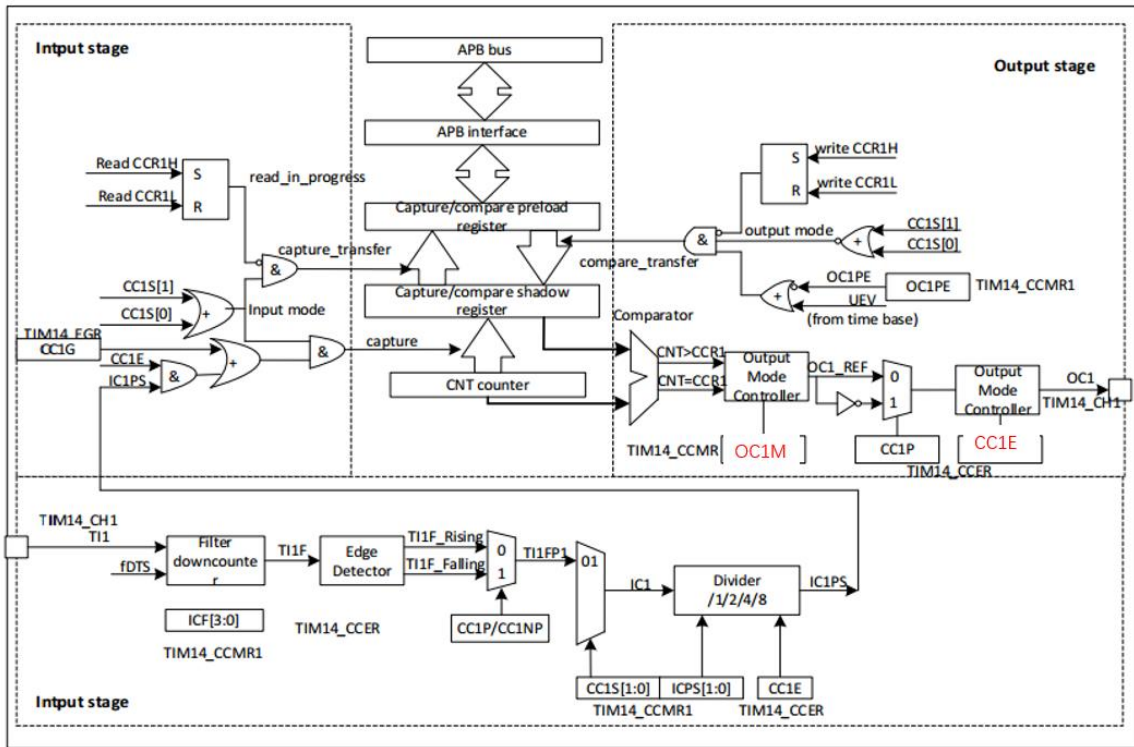 Intput stage
APB bus
Output stage
APB interface
Read CCR1H
Read CCR1L
S
R
read_in_progress
S
R
write CCR1H
write CCR1L
Capture/compare preload
register
capture_transfer
&
&
output mode
+
CC1S[1]
CC1S[0]
compare_transfer
CC1S[1]
CC1S[0]
+
Input mode
Capture/compare shadow
register
+
OC1PE
UEV
(from time base)
OC1PE
TIM14_CCMR1
TIM14_EGR
CC1G
CC1E
IC1PS
&
+
&
capture
CNT counter
Comparator
CNT>CCR1
CNT=CCR1
Output
Mode
Controller
OC1_REF
0
1
Output
Mode
Controller
OC1
TIM14_CH1
TIM14_CCMR
OC1M
CC1P
CC1E
TIM14_CCER
TIM14_CH1
TI1
fDTS
Filter
downcounte
r
TI1F
Edge
Detector
TI1F_Rising
TI1F_Falling
0
1
TI1FP1
01
IC1
Divider
/1/2/4/8
IC1PS
ICF[3:0]
TIM14_CCMR1
TIM14_CCER
CC1P/CC1NP
CC1S[1:0]
ICPS[1:0]
CC1E
TIM14_CCMR1
TIM14_CCER
Intput stage